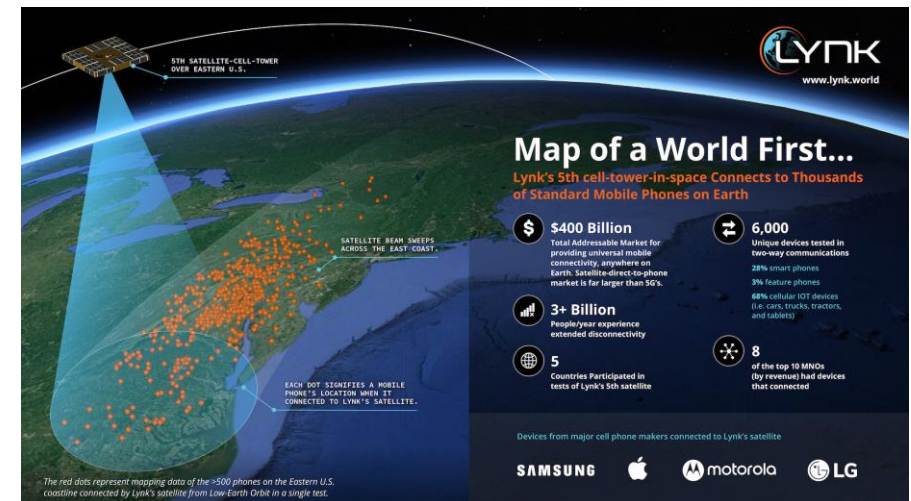 5TH SATELLITE-CELL-TOWER
OVER EASTERN U.S.
LYNK
www.lynk.world
Map of a World First...
Lynk's 5th cell-tower-in-space Connects to Thousands
of Standard Mobile Phones on Earth
$
$400 Billion
Total Addressable Market for
providing universal mobile
connectivity, anywhere on
Earth. Satellite-direct-to-phone
market is far larger than 5G's.
3+ Billion
People/year experience
extended disconnectivity
5
Countries Participated in
tests of Lynk's 5th satellite
6,000
Unique devices tested in
two-way communications
28% smart phones
3% feature phones
68% cellular IOT devices
(i.e. cars, trucks, tractors,
and tablets)
8
of the top 10 MNOs
(by revenue) had devices
that connected
SATELLITE BEAM SWEEPS
ACROSS THE EAST COAST.
EACH DOT SIGNIFIES A MOBILE
PHONE'S LOCATION WHEN IT
CONNECTED TO LYNK'S SATELLITE.
The red dots represent mapping data of the >500 phones on the Eastern U.S.
coastline connected by Lynk's satellite from Low-Earth Orbit in a single test.
Devices from major cell phone makers connected to Lynk's satellite
SAMSUNG
motorola
LG